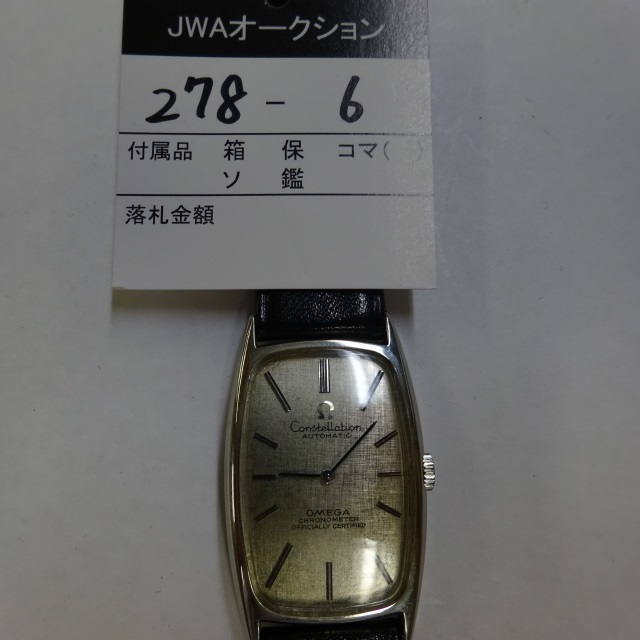 JWAオークション
278 - 6
付属品 箱 保 コマ( )
ソ 鑑
落札金額
Constellation
AUTOMATIC
OMEGA
CHRONOMETER
OFFICIALLY CERTIFIED